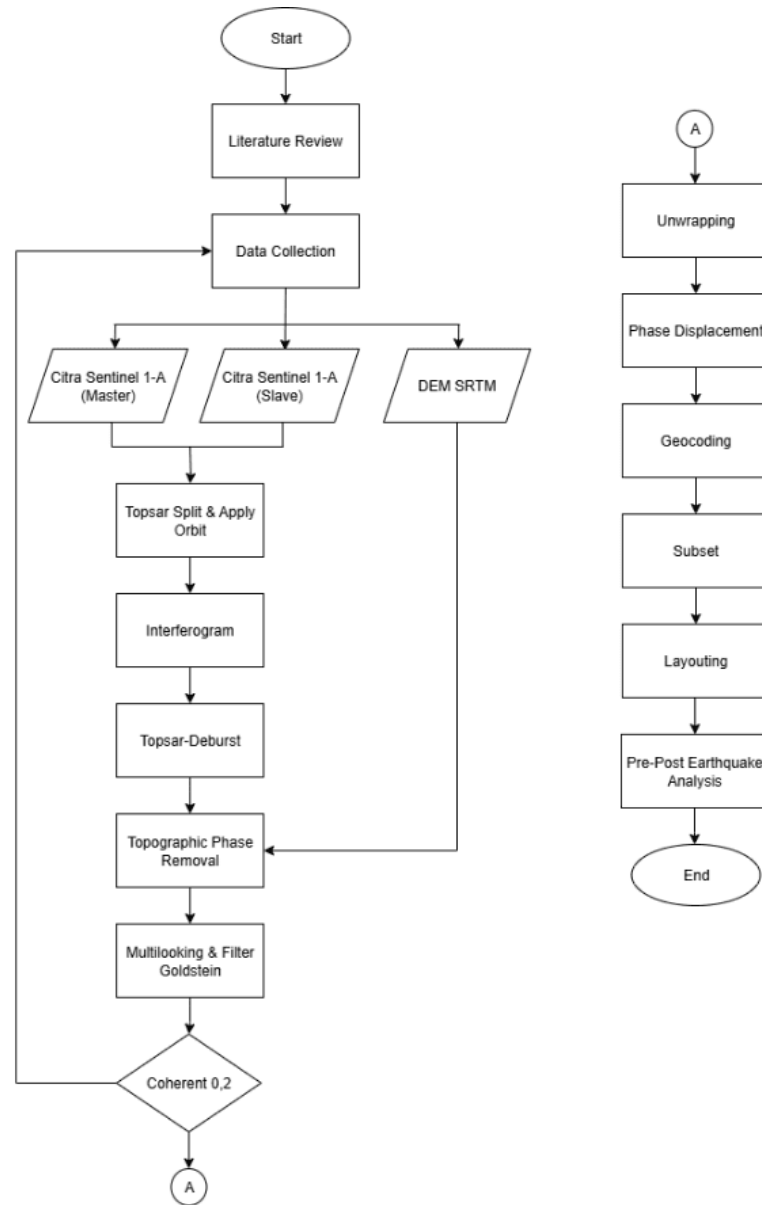 Start
Literature Review
Data Collection
Citra Sentinel 1-A
(Master)
Citra Sentinel 1-A
(Slave)
DEM SRTM
Topsar Split & Apply
Orbit
Interferogram
Topsar-Deburst
Topographic Phase
Removal
Multilooking & Filter
Goldstein
Coherent 0,2
A
A
Unwrapping
Phase Displacement
Geocoding
Subset
Layouting
Pre-Post Earthquake
Analysis
End